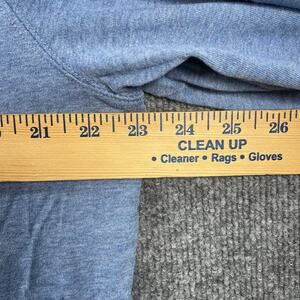 21 22 23 24 25 26
CLEAN UP
• Cleaner • Rags • Gloves